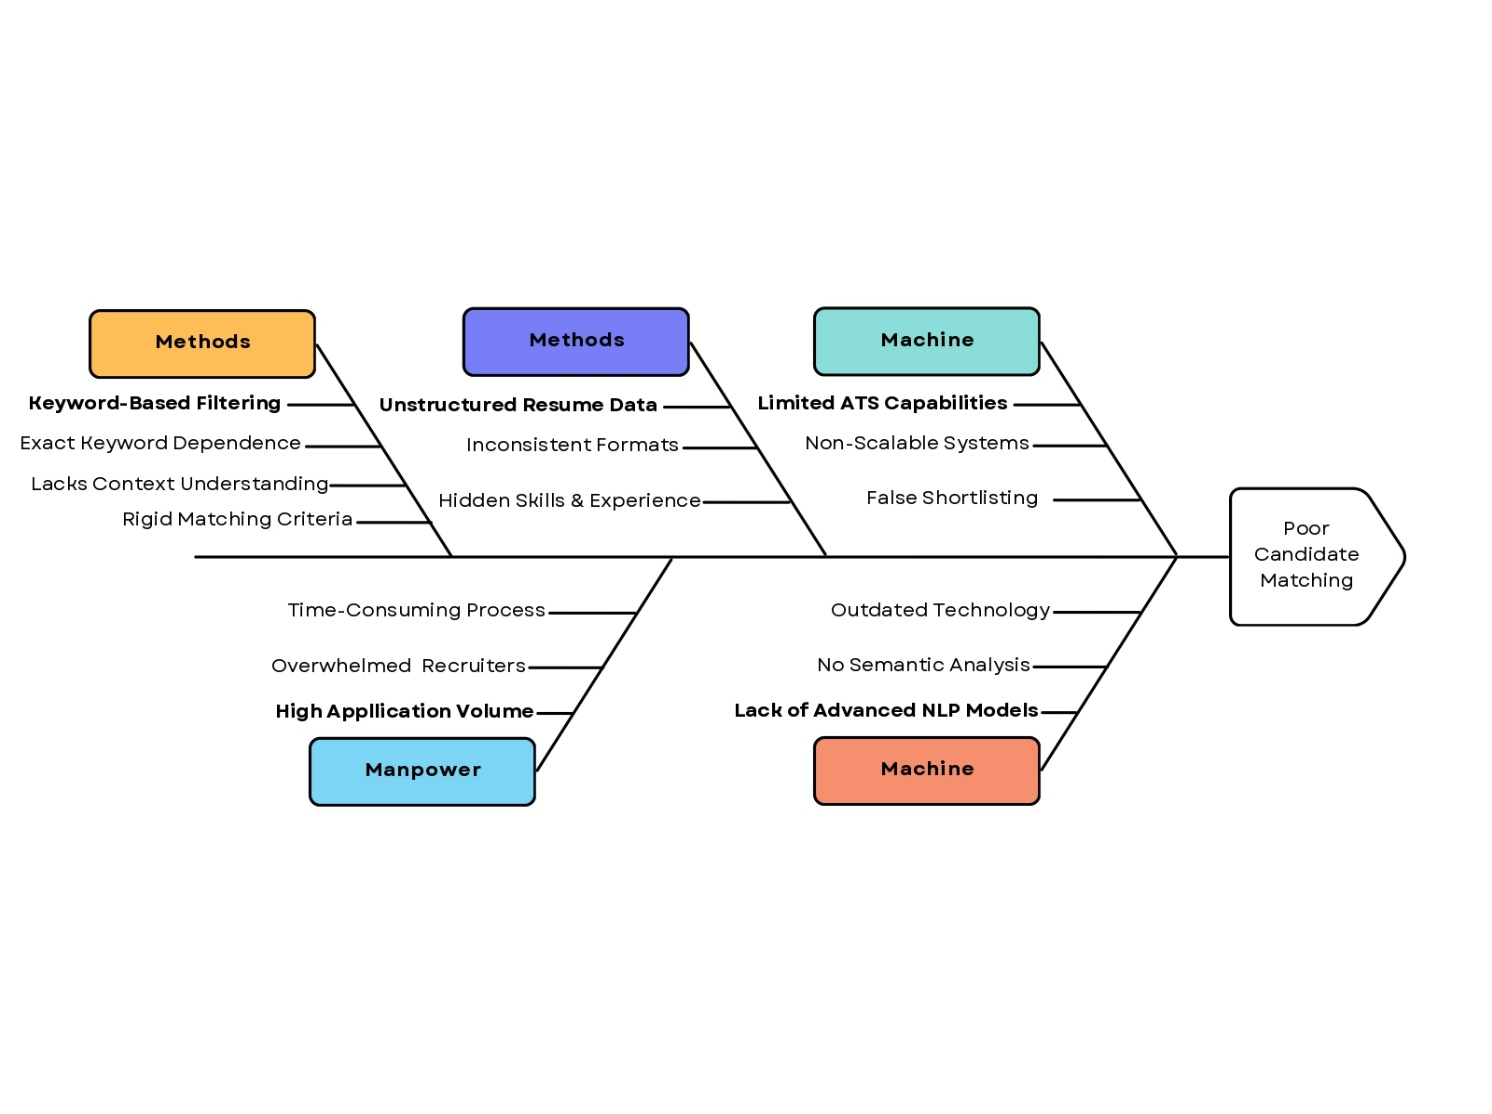 Methods
Methods
Machine
Keyword-Based Filtering
Unstructured Resume Data
Limited ATS Capabilities
Exact Keyword Dependence
Inconsistent Formats
Non-Scalable Systems
Lacks Context Understanding
Hidden Skills & Experience
False Shortlisting
Rigid Matching Criteria
Poor
Candidate
Matching
Time-Consuming Process
Outdated Technology
Overwhelmed  Recruiters
No Semantic Analysis
High Appllication Volume
Lack of Advanced NLP Models
Manpower
Machine